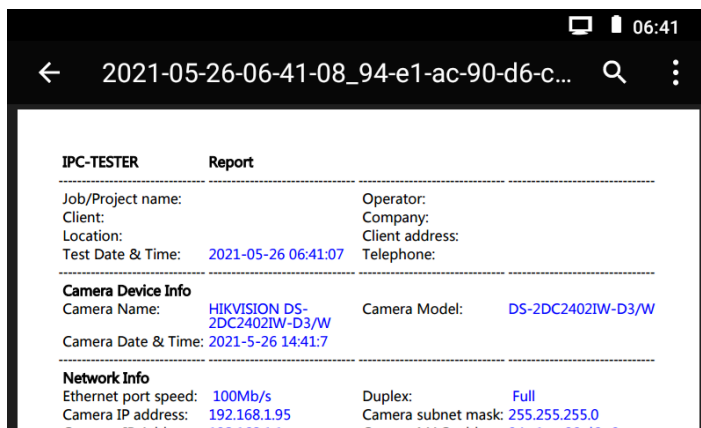 06:41
2021-05-26-06-41-08_94-e1-ac-90-d6-c...
IPC-TESTER Report
Job/Project name: Operator:
Client: Company:
Location: Client address:
Test Date & Time: 2021-05-26 06:41:07 Telephone:
Camera Device Info
Camera Name: HIKVISION DS-2DC2402IW-D3/W Camera Model: DS-2DC2402IW-D3/W
Camera Date & Time: 2021-5-26 14:41:7
Network Info
Ethernet port speed: 100Mb/s Duplex: Full
Camera IP address: 192.168.1.95 Camera subnet mask: 255.255.255.0